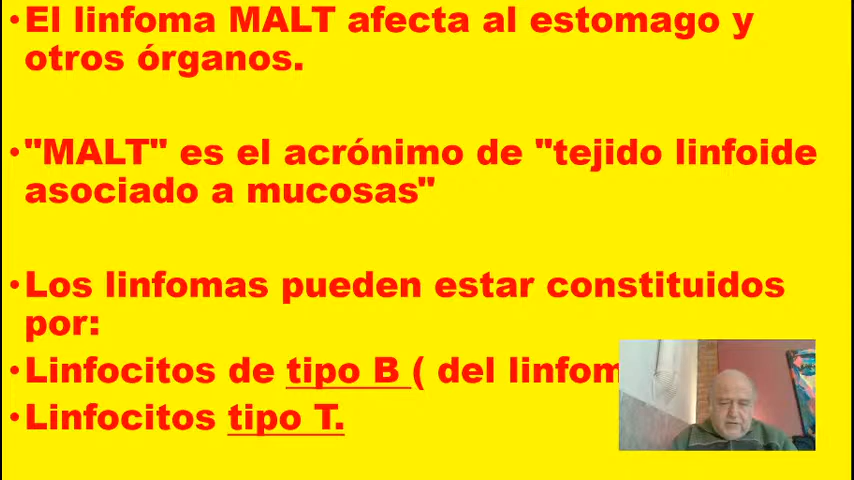 •El linfoma MALT afecta al estomago y
otros órganos.
•"MALT" es el acrónimo de "tejido linfoide
asociado a mucosas"
•Los linfomas pueden estar constituidos
por:
•Linfocitos de tipo B ( del linfom
•Linfocitos tipo T.